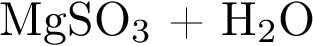 MgSO₃ + H₂O